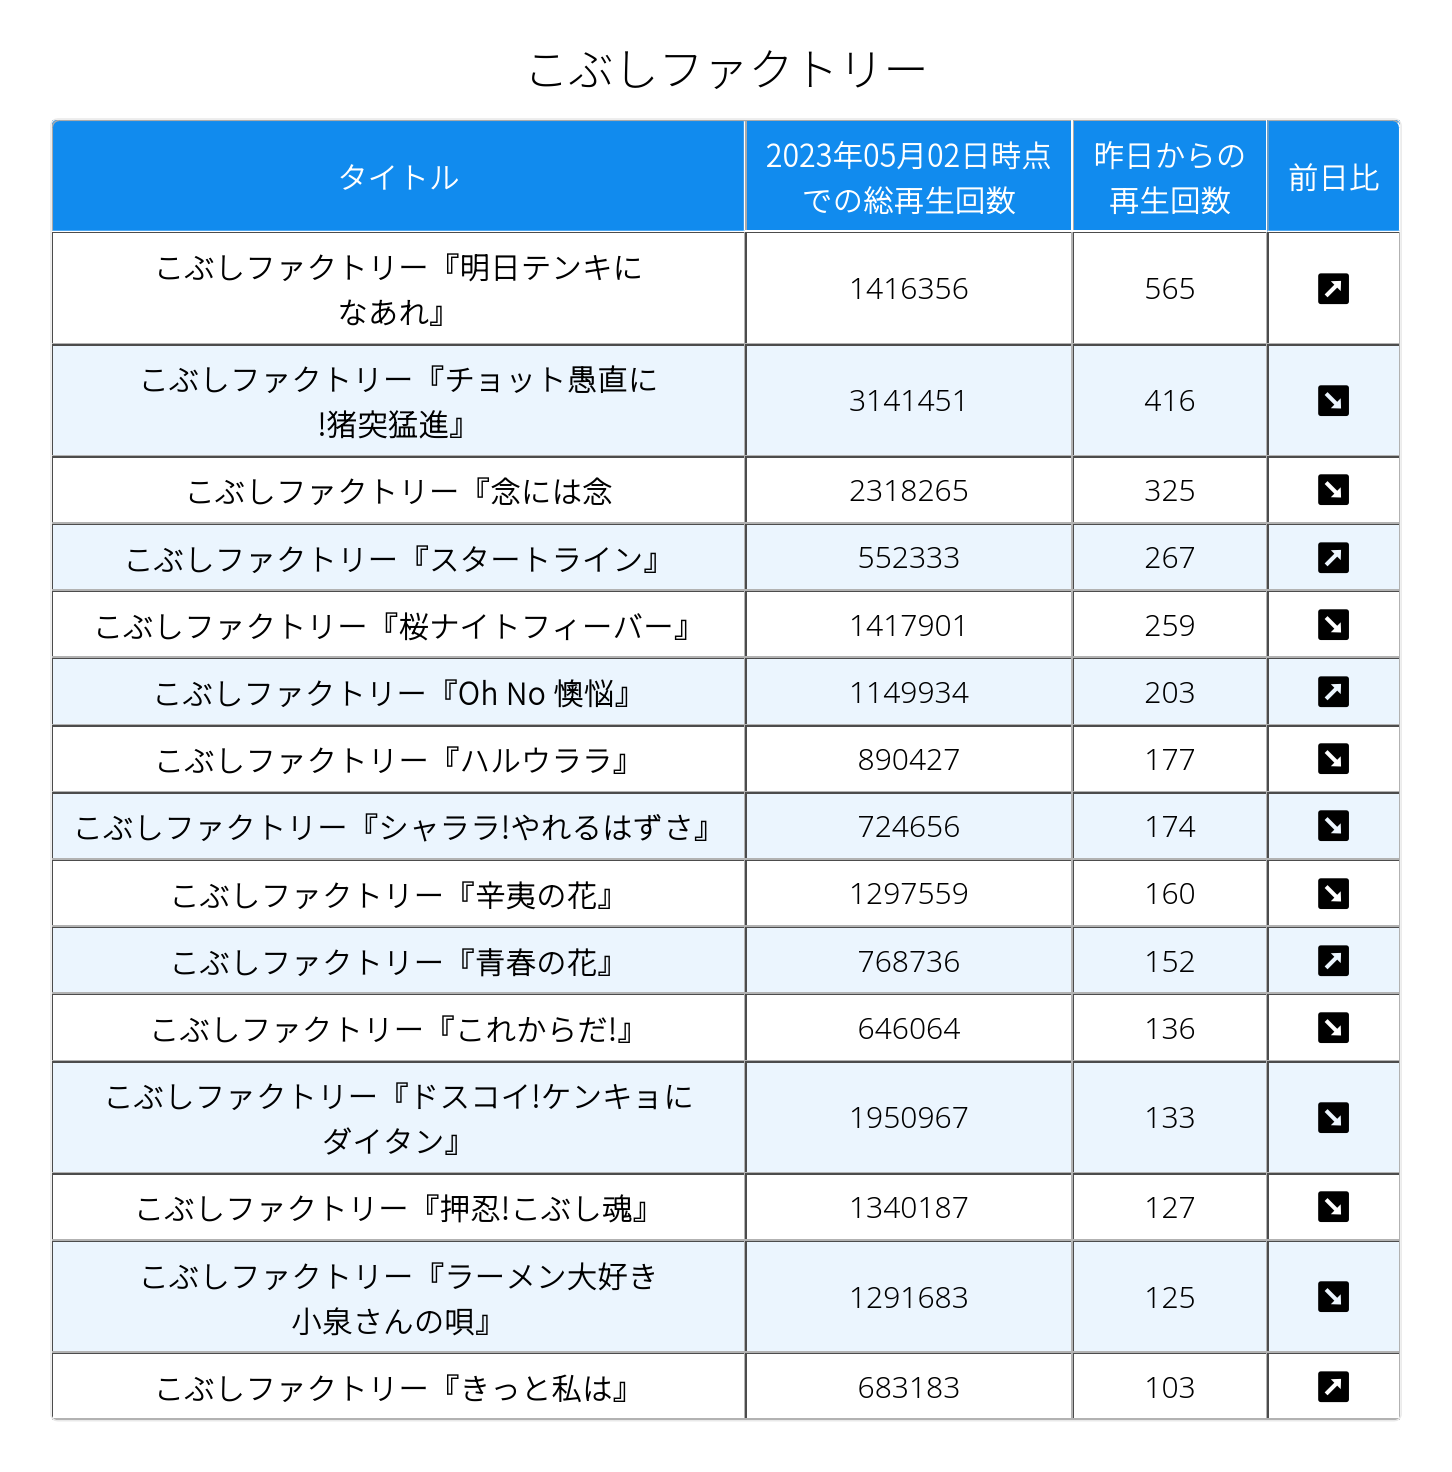 こぶしファクトリー
タイトル
2023年05月02日時点
での総再生回数
昨日からの
再生回数
前日比
こぶしファクトリー『明日テンキに
なあれ』
1416356
565
こぶしファクトリー『チョット愚直に
!猪突猛進』
3141451
416
こぶしファクトリー『念には念
2318265
325
こぶしファクトリー『スタートライン』
552333
267
こぶしファクトリー『桜ナイトフィーバー』
1417901
259
こぶしファクトリー『Oh No 懊悩』
1149934
203
こぶしファクトリー『ハルウララ』
890427
177
こぶしファクトリー『シャララ!やれるはずさ』
724656
174
こぶしファクトリー『辛夷の花』
1297559
160
こぶしファクトリー『青春の花』
768736
152
こぶしファクトリー『これからだ!』
646064
136
こぶしファクトリー『ドスコイ!ケンキョに
ダイタン』
1950967
133
こぶしファクトリー『押忍!こぶし魂』
1340187
127
こぶしファクトリー『ラーメン大好き
小泉さんの唄』
1291683
125
こぶしファクトリー『きっと私は』
683183
103